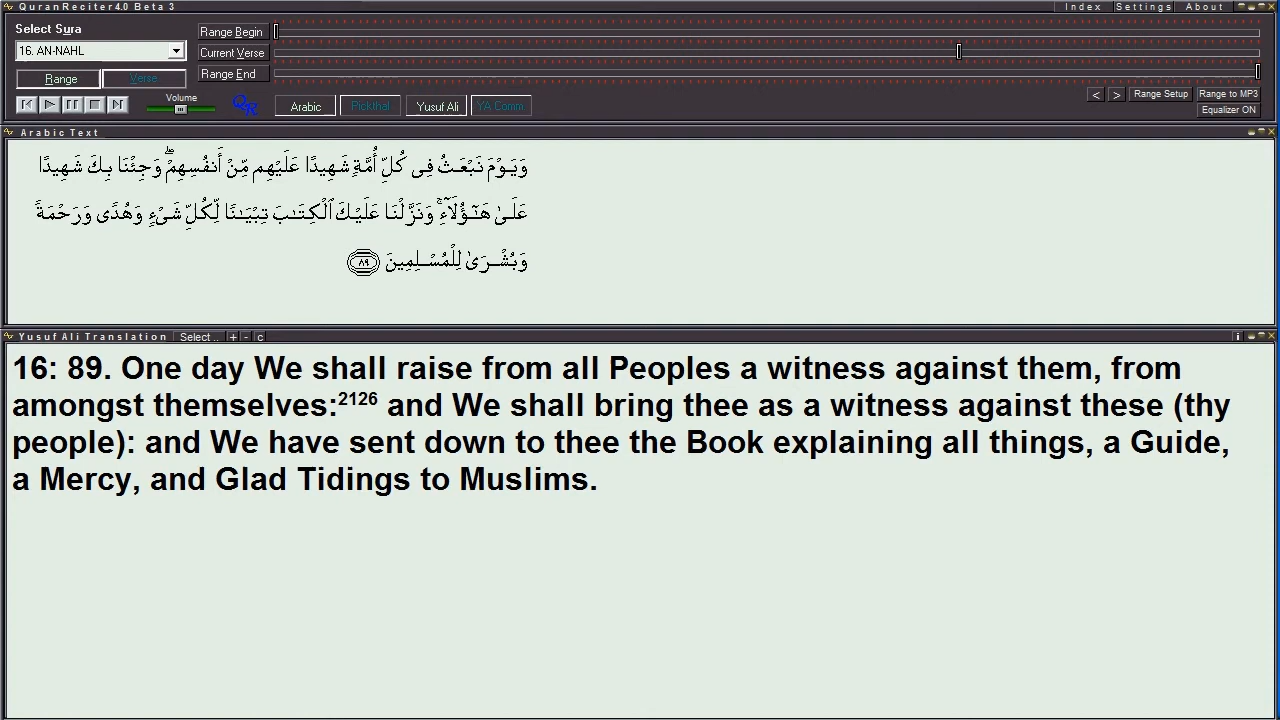 QuranReciter4.0 Beta 3
Index Settings About
Select Sura
16. AN-NAHL
Range Verse
Volume
Range Begin
Current Verse
Range End
Arabic Pickthal Yusuf Ali YA Comm
< > Range Setup Range to MP3
Equalizer ON
Arabic Text
وَيَوْمَ نَبْعَثُ فِى كُلِّ أُمَّةٍ شَهِيدًا عَلَيْهِم مِّنْ أَنفُسِهِمْ ۖ وَجِئْنَا بِكَ شَهِيدًا
عَلَىٰ هَـٰٓؤُلَآءِ ۚ وَنَزَّلْنَا عَلَيْكَ ٱلْكِتَـٰبَ تِبْيَـٰنًا لِّكُلِّ شَىْءٍ وَهُدًى وَرَحْمَةً
وَبُشْرَىٰ لِلْمُسْلِمِينَ ٨٩
Yusuf Ali Translation Select .. + - c i
16: 89. One day We shall raise from all Peoples a witness against them, from
amongst themselves:2126 and We shall bring thee as a witness against these (thy
people): and We have sent down to thee the Book explaining all things, a Guide,
a Mercy, and Glad Tidings to Muslims.